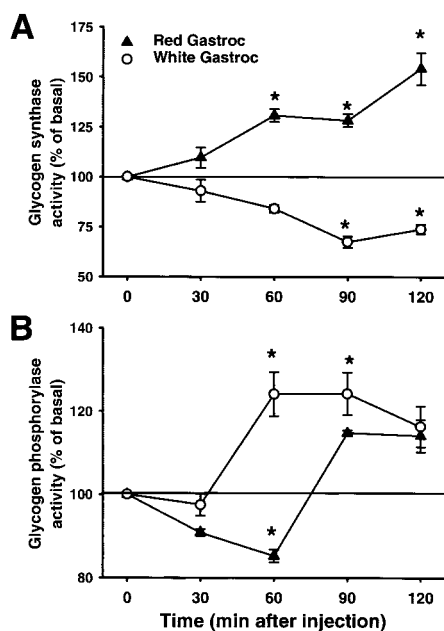 A
Red Gastroc
White Gastroc
Glycogen synthase
activity (% of basal)
175
150
125
100
75
50
*
*
*
*
*
0 30 60 90 120
B
Glycogen phosphorylase
activity (% of basal)
140
120
100
80
*
*
*
0 30 60 90 120
Time (min after injection)